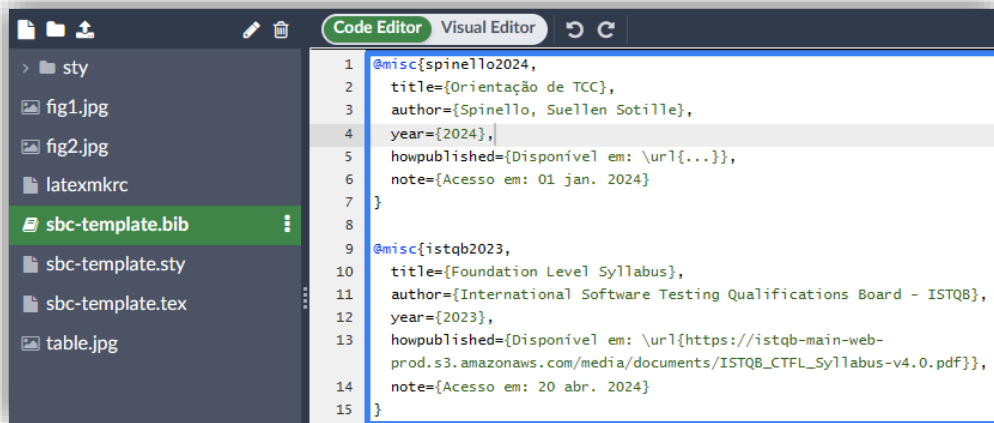 Code Editor Visual Editor
sty
fig1.jpg
fig2.jpg
latexmkrc
sbc-template.bib
sbc-template.sty
sbc-template.tex
table.jpg
1 @misc{spinello2024,
2 title={Orientação de TCC},
3 author={Spinello, Suellen Sotille},
4 year={2024},
5 howpublished={Disponível em: \url{...}},
6 note={Acesso em: 01 jan. 2024}
7 }
8
9 @misc{istqb2023,
10 title={Foundation Level Syllabus},
11 author={International Software Testing Qualifications Board - ISTQB},
12 year={2023},
13 howpublished={Disponível em: \url{https://istqb-main-web-
prod.s3.amazonaws.com/media/documents/ISTQB_CTFL_Syllabus-v4.0.pdf}},
14 note={Acesso em: 20 abr. 2024}
15 }